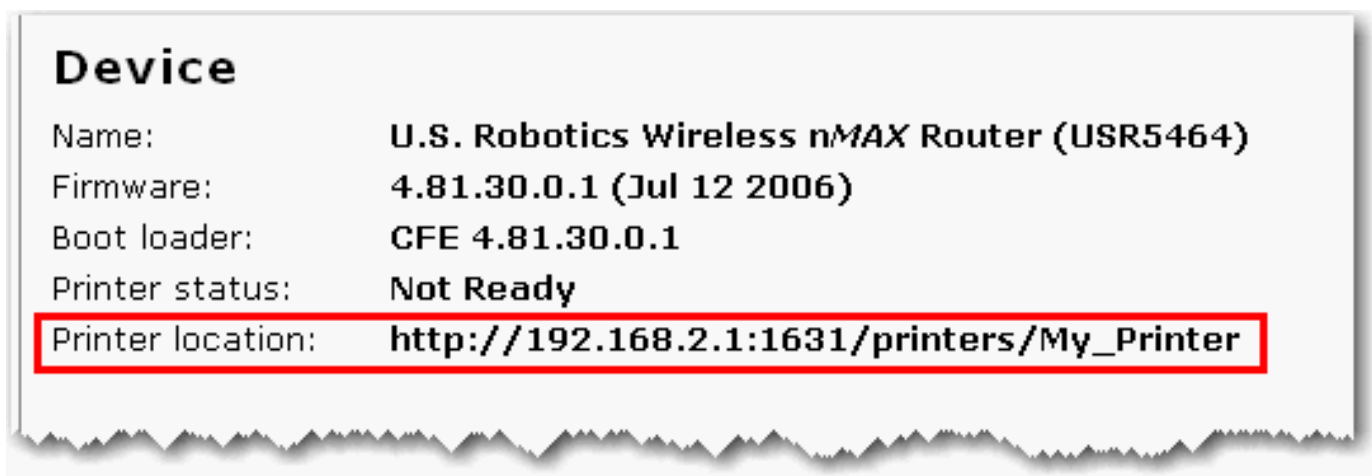 Device
Name: U.S. Robotics Wireless nMAX Router (USR5464)
Firmware: 4.81.30.0.1 (Jul 12 2006)
Boot loader: CFE 4.81.30.0.1
Printer status: Not Ready
Printer location: http://192.168.2.1:1631/printers/My_Printer